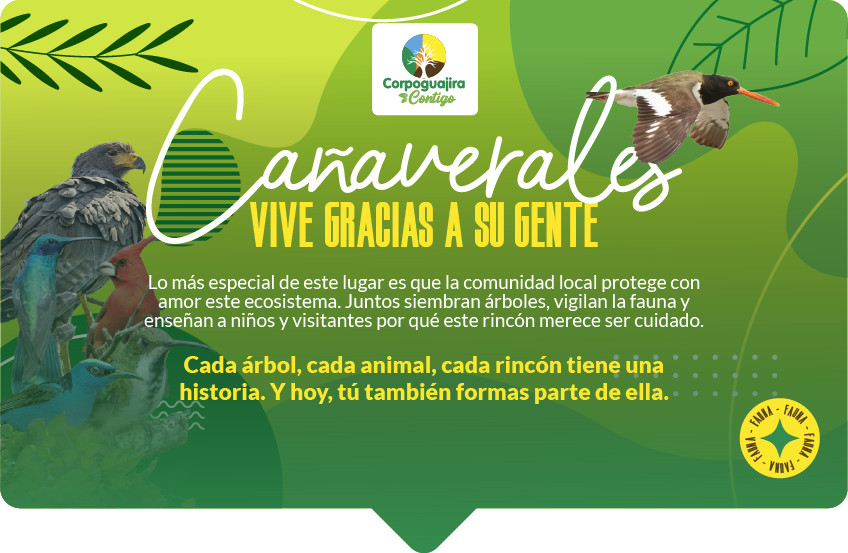 Corpoguajira
Contigo
Cañaverales
VIVE GRACIAS A SU GENTE
Lo más especial de este lugar es que la comunidad local protege con
amor este ecosistema. Juntos siembran árboles, vigilan la fauna y
enseñan a niños y visitantes por qué este rincón merece ser cuidado.
Cada árbol, cada animal, cada rincón tiene una
historia. Y hoy, tú también formas parte de ella.
FAUNA - FAUNA - FAUNA - FAUNA - FAUNA -